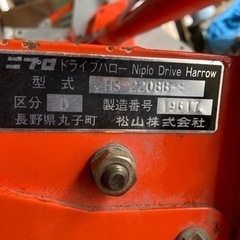 ニプロ ドライブハロー Niplo Drive Harrow
型式 HS-2208B-S
区分 D 製造番号 19617
長野県丸子町 松山株式会社